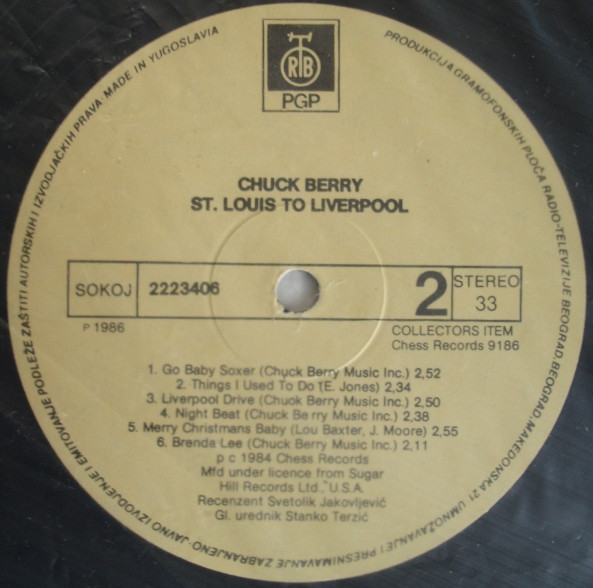 PRODUKCIJA GRAMOFONSKIH PLOČA RADIO-TELEVIZIJE BEOGRAD, BEOGRAD, MAKEDONSKA 21 UMNOŽAVANJE I PRESNIMAVANJE ZABRANJENO-JAVNO IZVODJENJE I EMITOVANJE PODLEŽE ZAŠTITI AUTORSKIH I IZVODJAČKIH PRAVA·MADE IN YUGOSLAVIA
RTB
PGP
CHUCK BERRY
ST. LOUIS TO LIVERPOOL
SOKOJ 2223406 2 STEREO 33
P 1986
COLLECTORS ITEM
Chess Records 9186
1. Go Baby Soxer (Chuck Berry Music Inc.) 2,52
2. Things I Used To Do (E. Jones) 2,34
3. Liverpool Drive (Chuok Berry Music Inc.) 2,50
4. Night Beat (Chuck Berry Music Inc.) 2,38
5. Merry Christmans Baby (Lou Baxter, J. Moore) 2,55
6. Brenda Lee (Chuck Berry Music Inc.) 2,11
p c 1984 Chess Records
Mfd under licence from Sugar
Hill Records Ltd., U.S.A.
Recenzent Svetolik Jakovljević
Gl. urednik Stanko Terzić